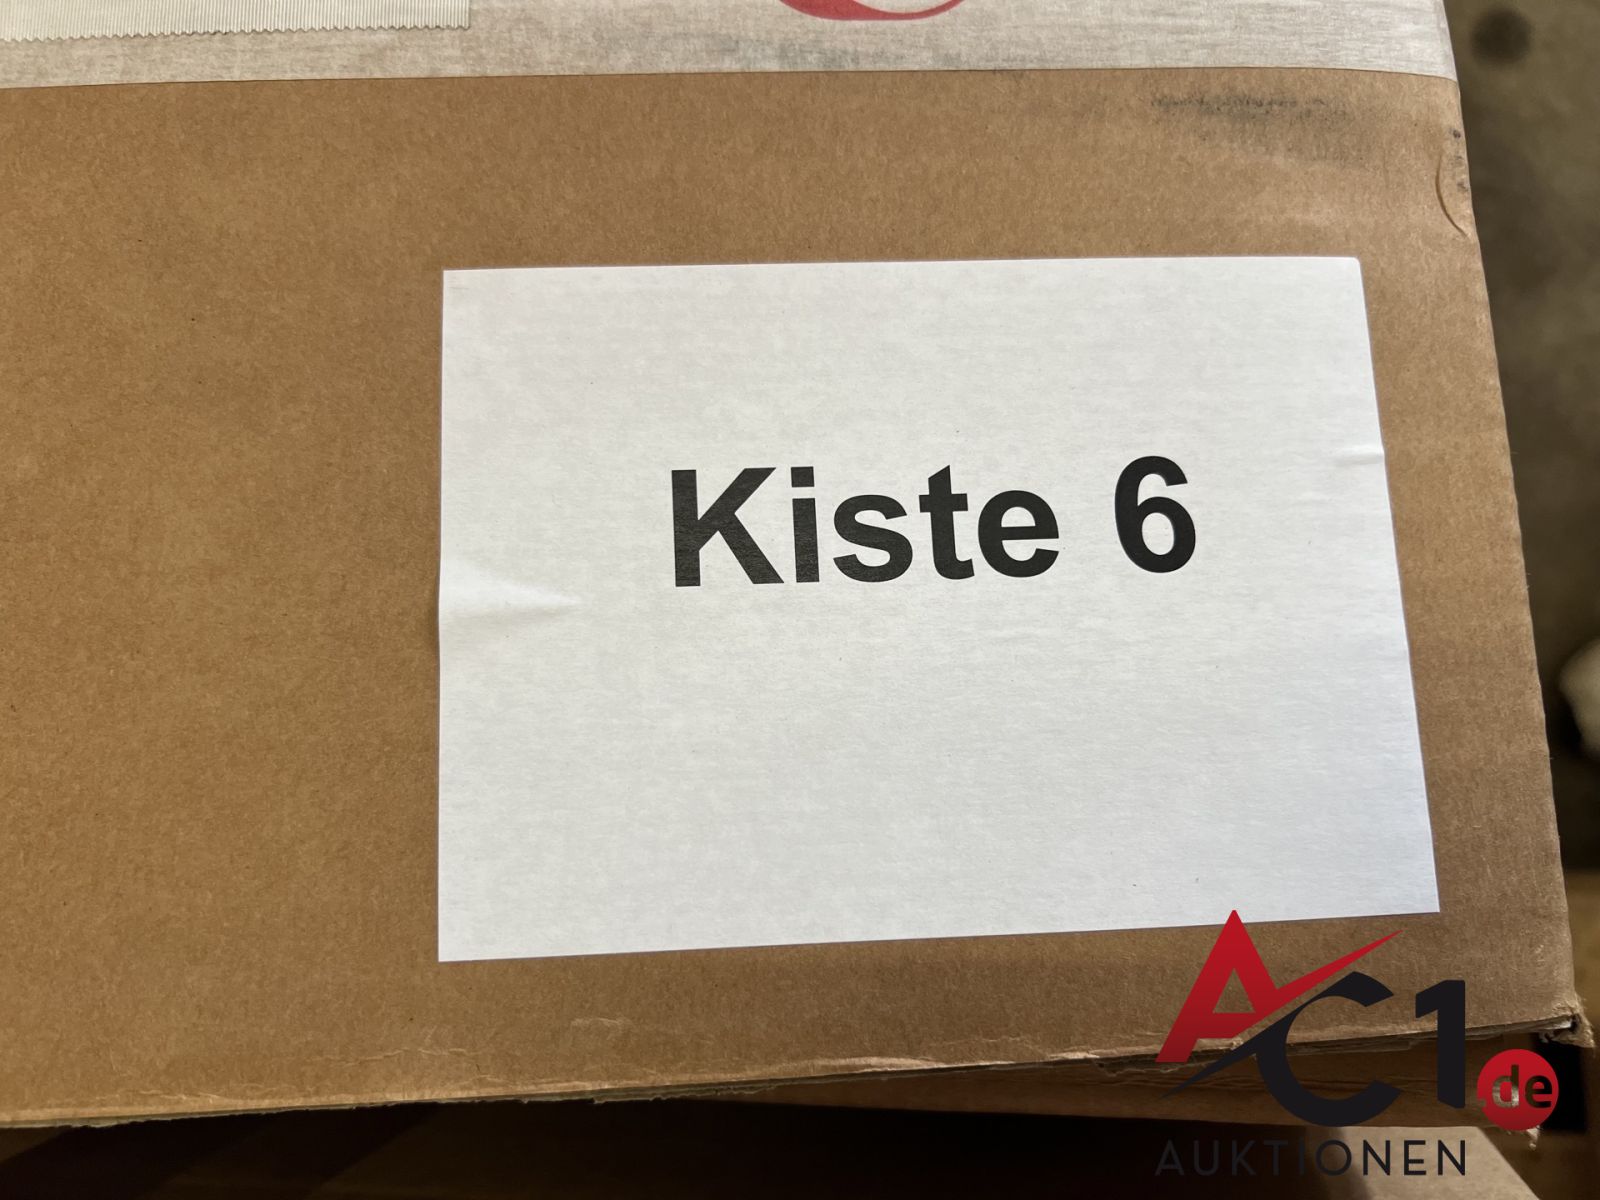 Kiste 6
AC1.de
AUKTIONEN